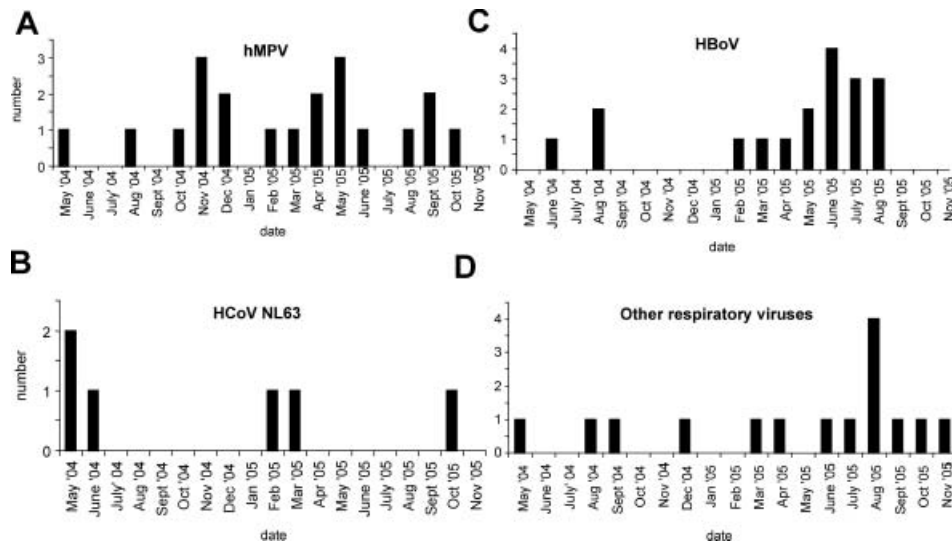 A
hMPV
number
3
2
1
0
May '04
June '04
July' 04
Aug '04
Sept '04
Oct '04
Nov '04
Dec '04
Jan '05
Feb '05
Mar '05
Apr '05
May '05
June '05
July '05
Aug '05
Sept '05
Oct '05
Nov '05
date
B
HCoV NL63
number
2
1
0
May '04
June '04
July' 04
Aug '04
Sept '04
Oct '04
Nov '04
Dec '04
Jan '05
Feb '05
Mar '05
Apr '05
May '05
June '05
July '05
Aug '05
Sept '05
Oct '05
Nov '05
date
C
HBoV
4
3
2
1
0
May '04
June '04
July' 04
Aug '04
Sept '04
Oct '04
Nov '04
Dec '04
Jan '05
Feb '05
Mar '05
Apr '05
May '05
June '05
July '05
Aug '05
Sept '05
Oct '05
Nov '05
date
D
Other respiratory viruses
4
3
2
1
0
May '04
June '04
July' 04
Aug '04
Sept '04
Oct '04
Nov '04
Dec '04
Jan '05
Feb '05
Mar '05
Apr '05
May '05
June '05
July '05
Aug '05
Sept '05
Oct '05
Nov '05
date